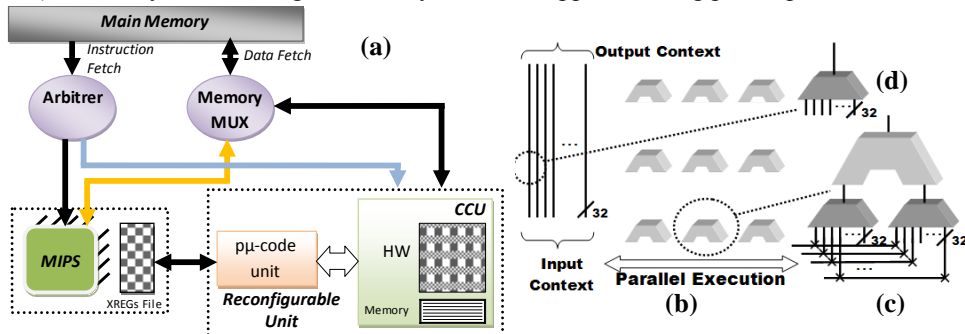 Main Memory
Instruction
Fetch
Data Fetch
(a)
Arbitrer
Memory
MUX
MIPS
XREGs File
pμ-code
unit
Reconfigurable
Unit
CCU
HW
Memory
Output Context
...
32
Input
Context
Parallel Execution
(b)
(d)
...
32
32
32
...
...
...
(c)